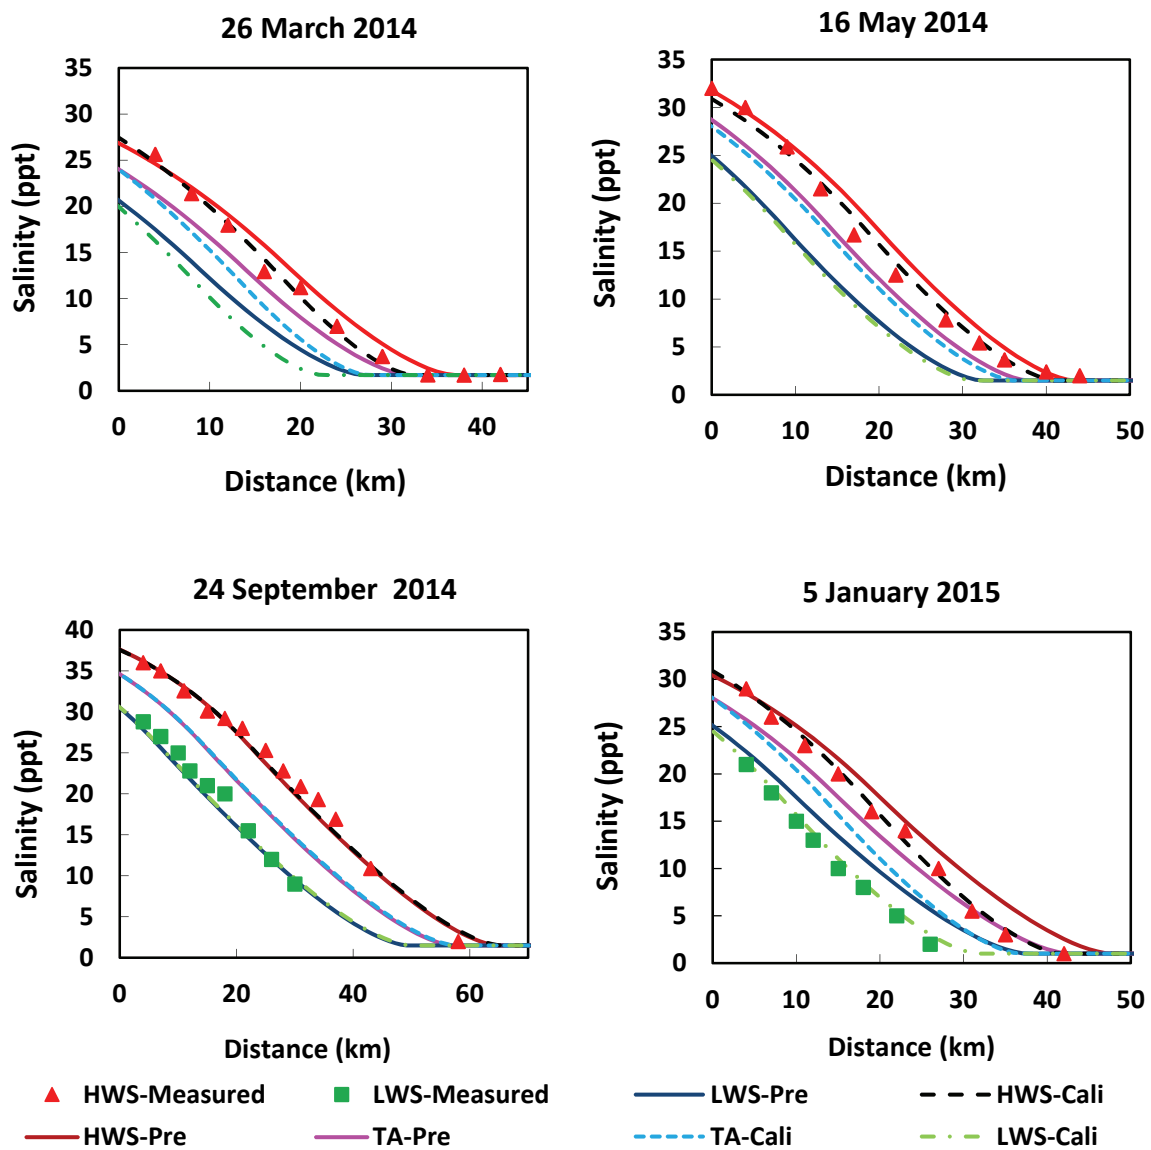 26 March 2014
35
30
25
20
15
10
5
0
0 10 20 30 40
Salinity (ppt)
Distance (km)
16 May 2014
35
30
25
20
15
10
5
0
0 10 20 30 40 50
Salinity (ppt)
Distance (km)
24 September 2014
40
35
30
25
20
15
10
5
0
0 20 40 60
Salinity (ppt)
Distance (km)
5 January 2015
35
30
25
20
15
10
5
0
0 10 20 30 40 50
Salinity (ppt)
Distance (km)
HWS-Measured LWS-Measured LWS-Pre HWS-Cali
HWS-Pre TA-Pre TA-Cali LWS-Cali